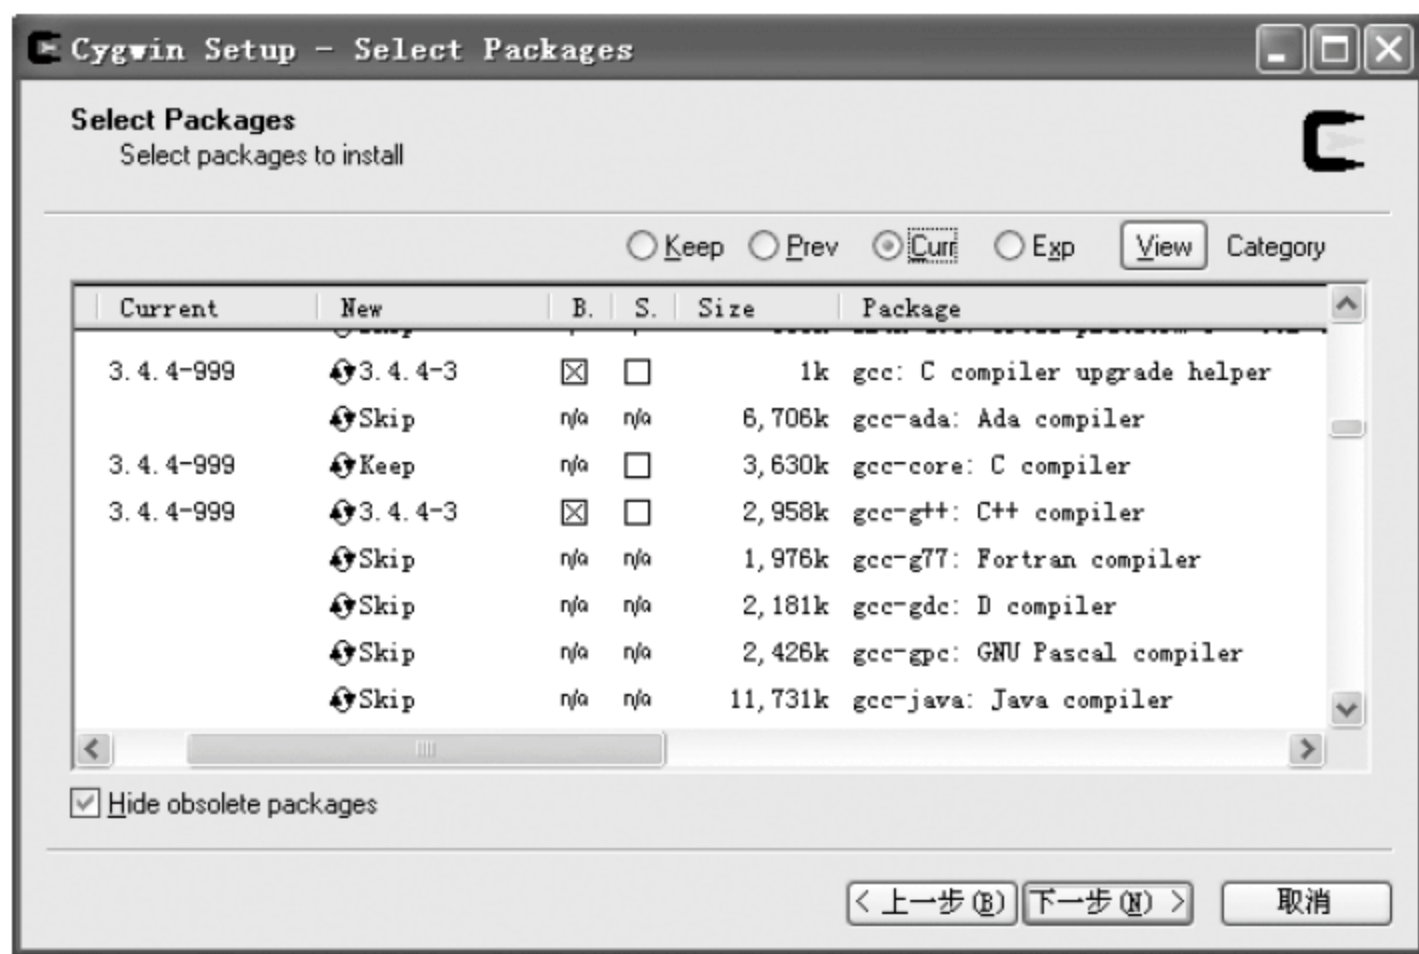 Cygwin Setup - Select Packages
Select Packages
Select packages to install
Keep Prev Curr Exp View Category
Current New B. S. Size Package
3.4.4-999 3.4.4-3 1k gcc: C compiler upgrade helper
Skip n/a n/a 6,706k gcc-ada: Ada compiler
3.4.4-999 Keep n/a 3,630k gcc-core: C compiler
3.4.4-999 3.4.4-3 2,958k gcc-g++: C++ compiler
Skip n/a n/a 1,976k gcc-g77: Fortran compiler
Skip n/a n/a 2,181k gcc-gdc: D compiler
Skip n/a n/a 2,426k gcc-gpc: GNU Pascal compiler
Skip n/a n/a 11,731k gcc-java: Java compiler
Hide obsolete packages
< 上一步(B) 下一步(N) > 取消